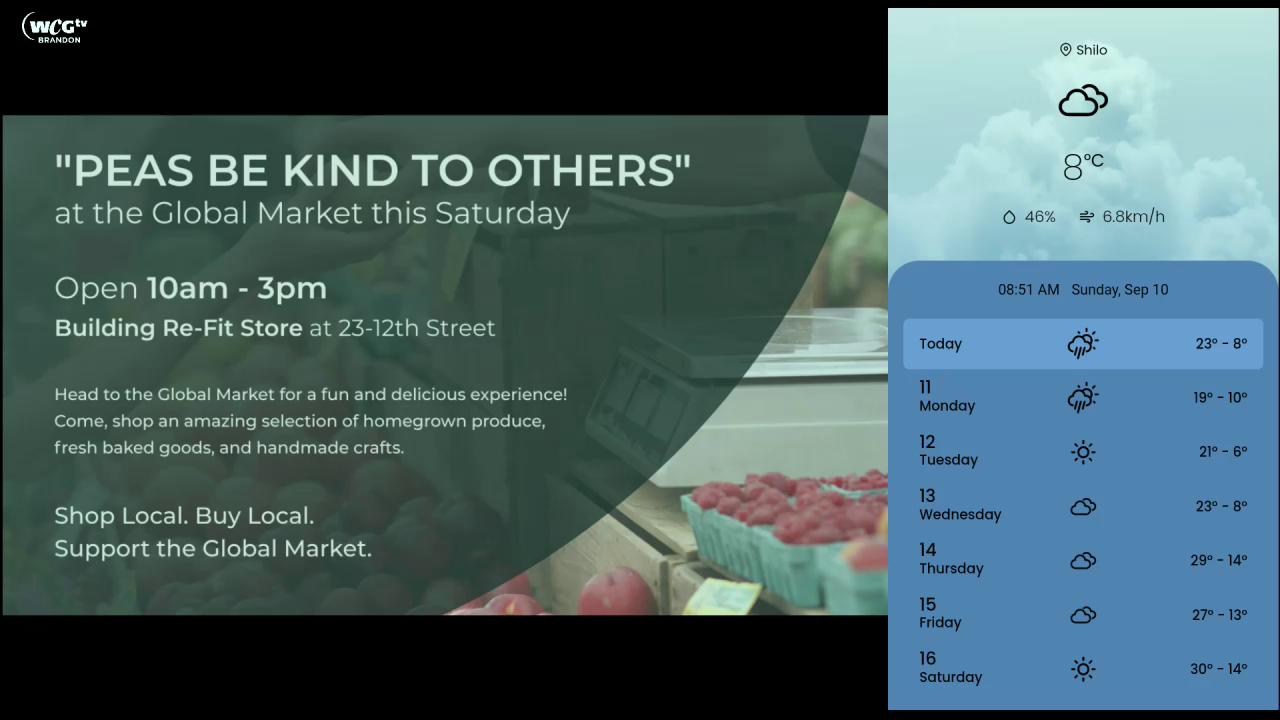 WCGtv
BRANDON
"PEAS BE KIND TO OTHERS"
at the Global Market this Saturday
Open 10am - 3pm
Building Re-Fit Store at 23-12th Street
Head to the Global Market for a fun and delicious experience!
Come, shop an amazing selection of homegrown produce,
fresh baked goods, and handmade crafts.
Shop Local. Buy Local.
Support the Global Market.
Shilo
8°C
46% 6.8km/h
08:51 AM Sunday, Sep 10
Today 23° - 8°
11
Monday 19° - 10°
12
Tuesday 21° - 6°
13
Wednesday 23° - 8°
14
Thursday 29° - 14°
15
Friday 27° - 13°
16
Saturday 30° - 14°